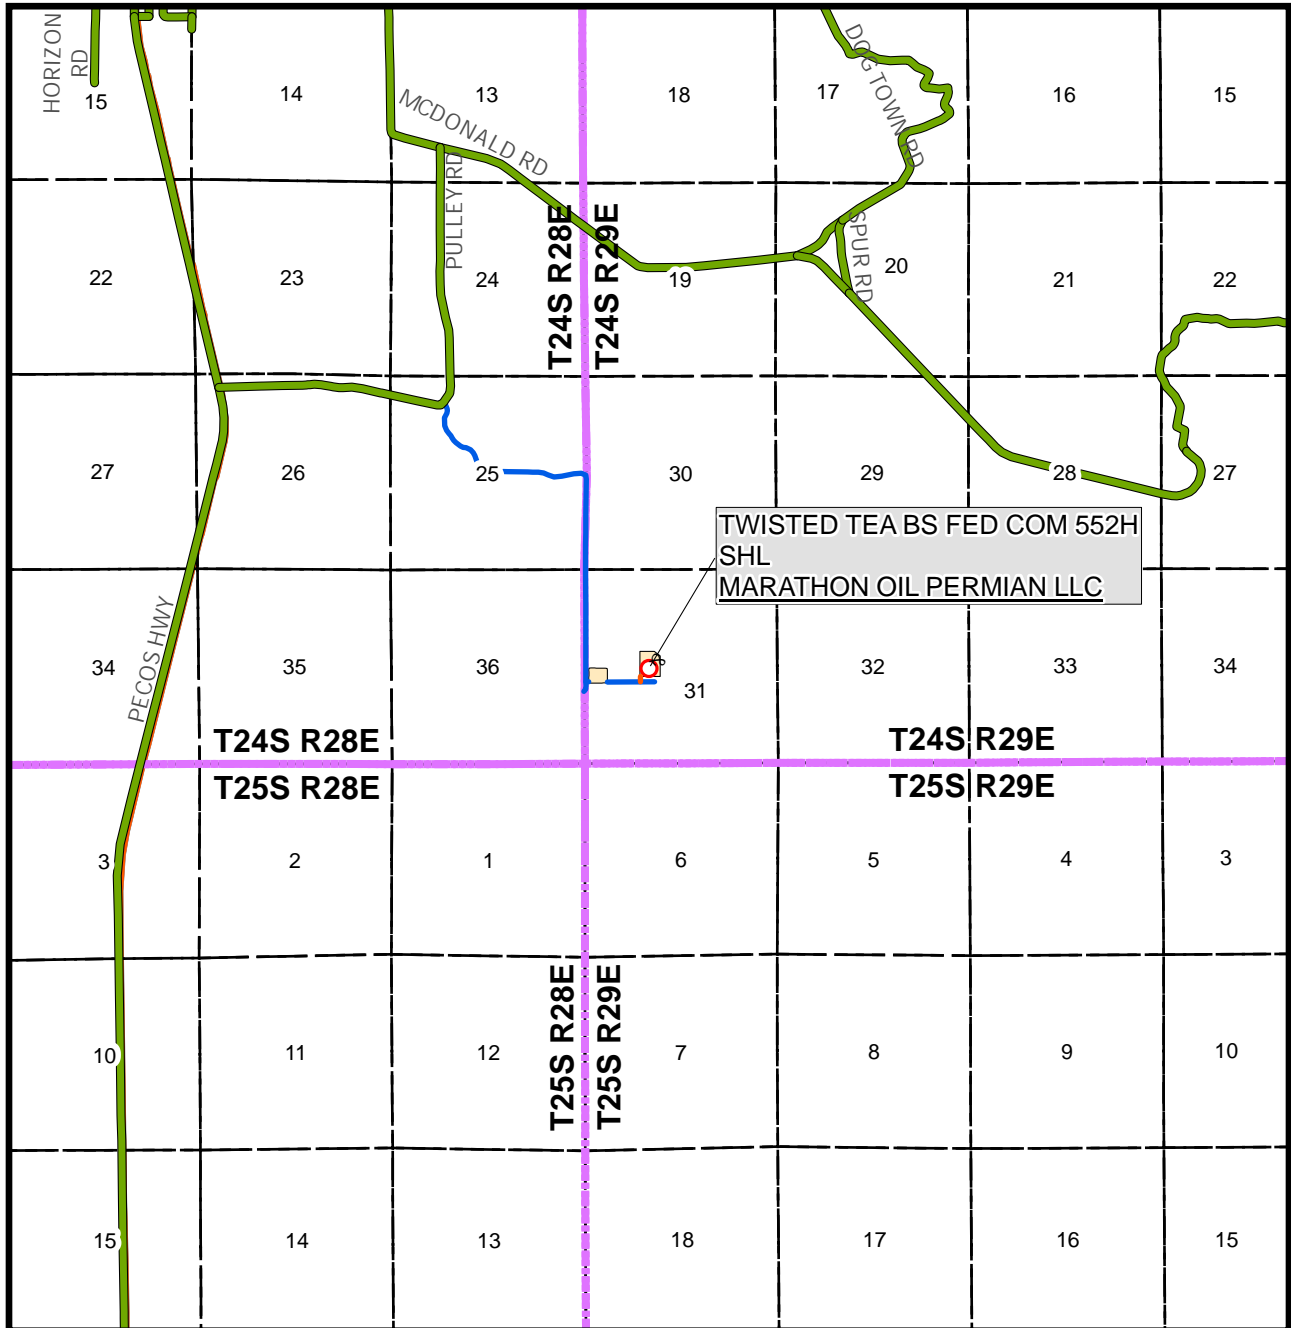 HORIZON
RD
15
14
13
18
17
16
15
MCDONALD RD
DOG TOWN RD
PULLEY RD
T24S R28E
T24S R29E
SPUR RD
22
23
24
19
20
21
22
27
26
25
30
29
28
27
TWISTED TEA BS FED COM 552H
SHL
MARATHON OIL PERMIAN LLC
PECOS HWY
34
35
36
31
32
33
34
T24S R28E
T24S R29E
T25S R28E
T25S R29E
3
2
1
6
5
4
3
T25S R28E
T25S R29E
10
11
12
7
8
9
10
15
14
13
18
17
16
15